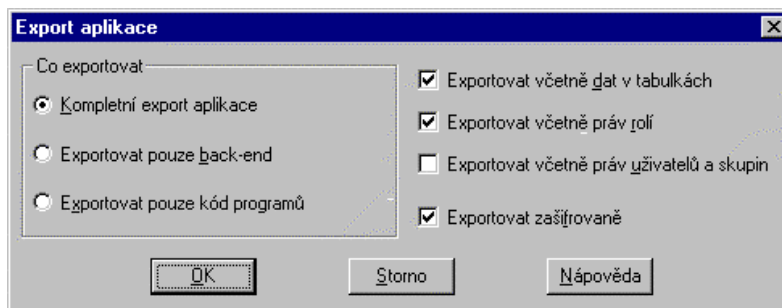 Export aplikace
Co exportovat
Kompletní export aplikace
Exportovat pouze back-end
Exportovat pouze kód programů
Exportovat včetně dat v tabulkách
Exportovat včetně práv rolí
Exportovat včetně práv uživatelů a skupin
Exportovat zašifrovaně
OK
Storno
Nápověda